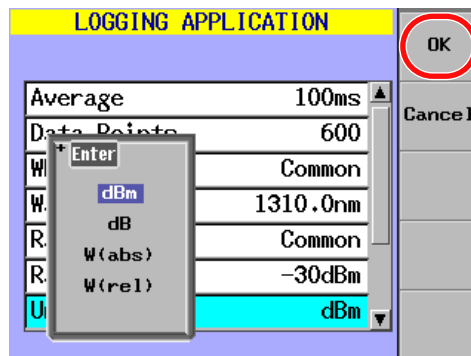 LOGGING APPLICATION
OK
Cancel
Average 100ms
Data Points 600
Common
1310.0nm
Common
-30dBm
dBm
+ Enter
dBm
dB
W(abs)
W(rel)